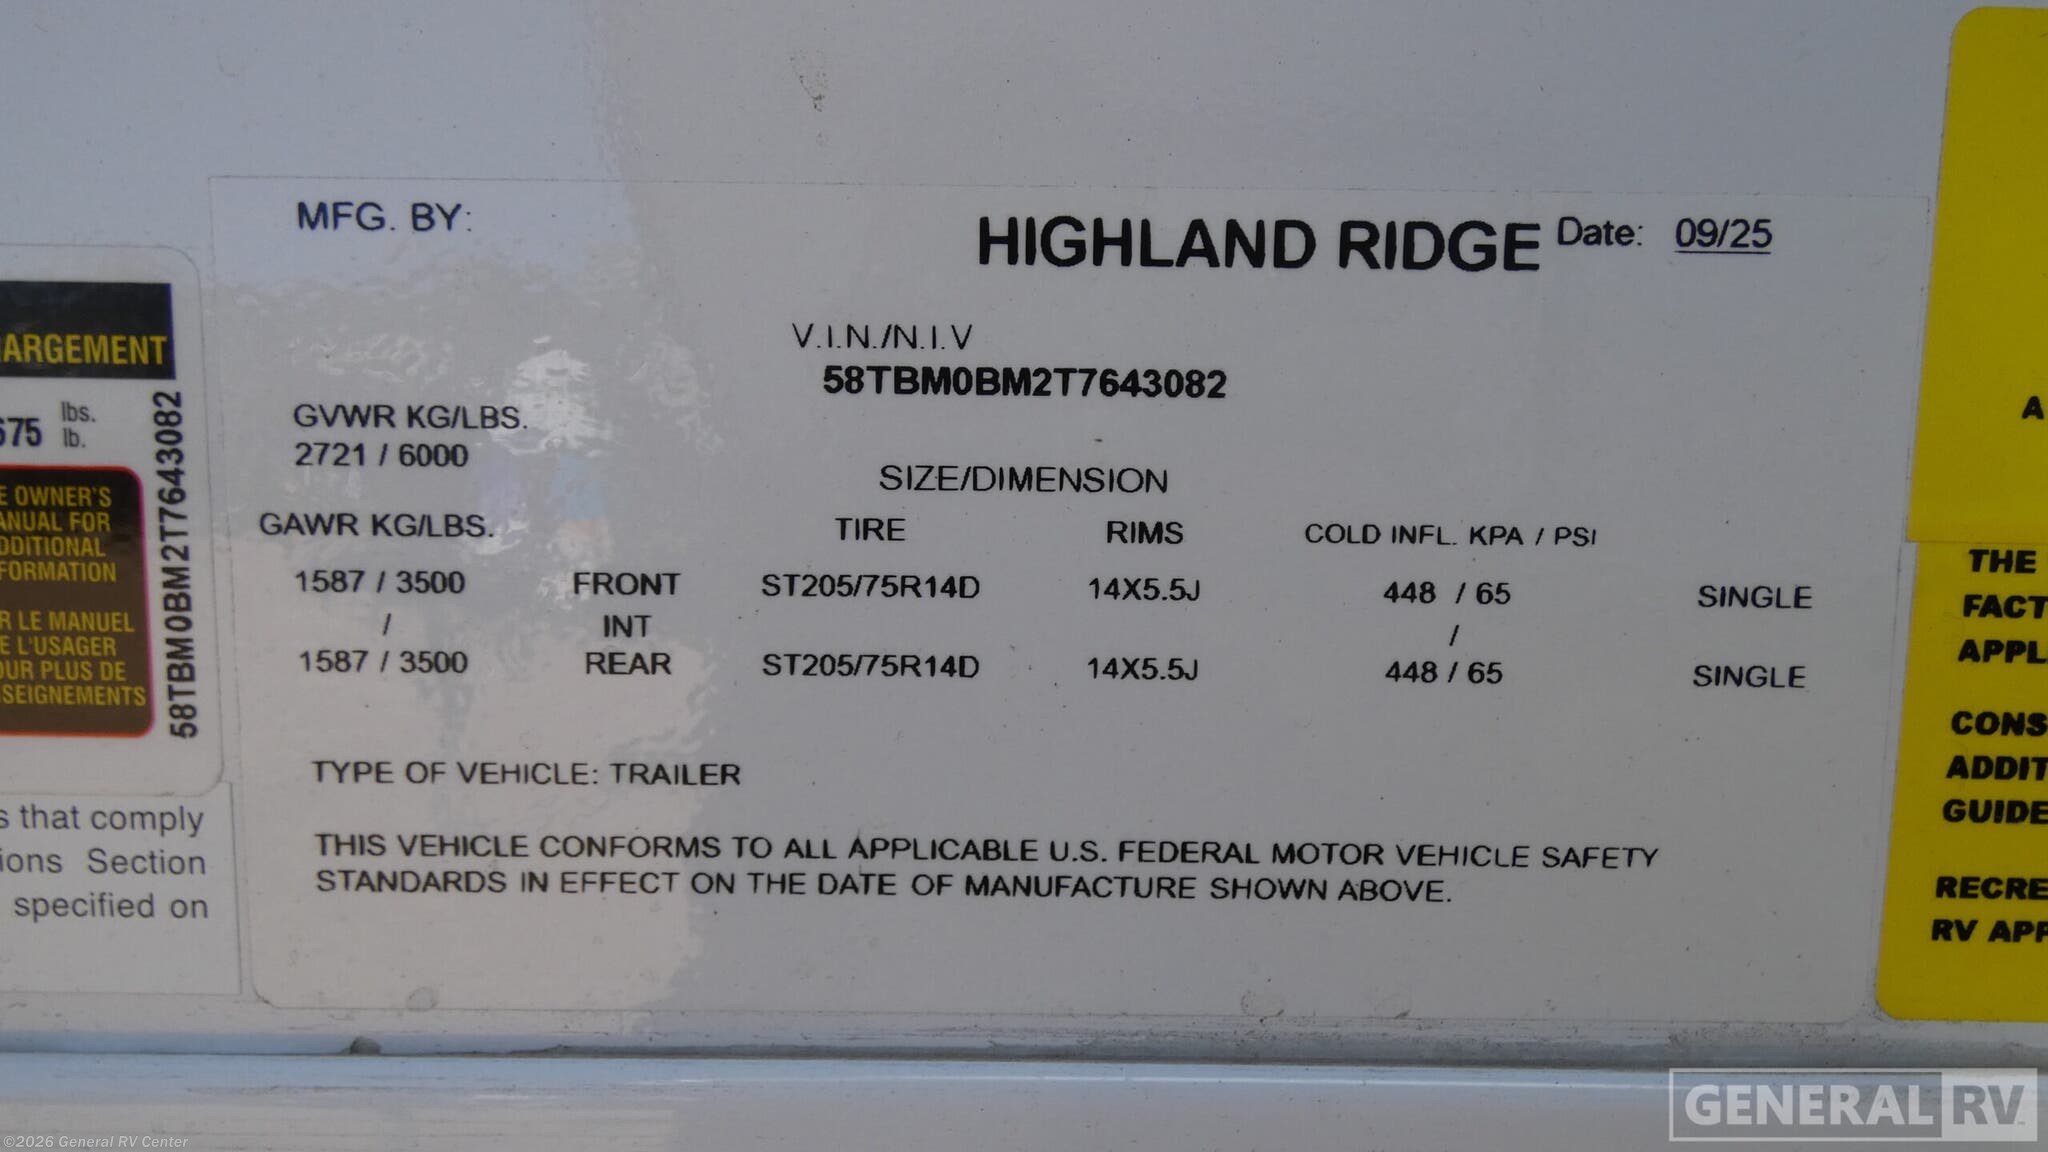 MFG. BY:
HIGHLAND RIDGE Date: 09/25
V.I.N./N.I.V
58TBM0BM2T7643082
GVWR KG/LBS.
2721 / 6000
SIZE/DIMENSION
GAWR KG/LBS. TIRE RIMS COLD INFL. KPA / PSI
1587 / 3500 FRONT ST205/75R14D 14X5.5J 448 / 65 SINGLE
/ INT /
1587 / 3500 REAR ST205/75R14D 14X5.5J 448 / 65 SINGLE
TYPE OF VEHICLE: TRAILER
THIS VEHICLE CONFORMS TO ALL APPLICABLE U.S. FEDERAL MOTOR VEHICLE SAFETY
STANDARDS IN EFFECT ON THE DATE OF MANUFACTURE SHOWN ABOVE.
ARGEMENT
675 lbs.
lb.
E OWNER'S
ANUAL FOR
DDITIONAL
FORMATION
R LE MANUEL
E L'USAGER
OUR PLUS DE
SEIGNEMENTS
58TBM0BM2T7643082
s that comply
ions Section
specified on
A
THE
FACT
APPL
CONS
ADDIT
GUIDE
RECRE
RV APP
GENERAL RV
©2026 General RV Center